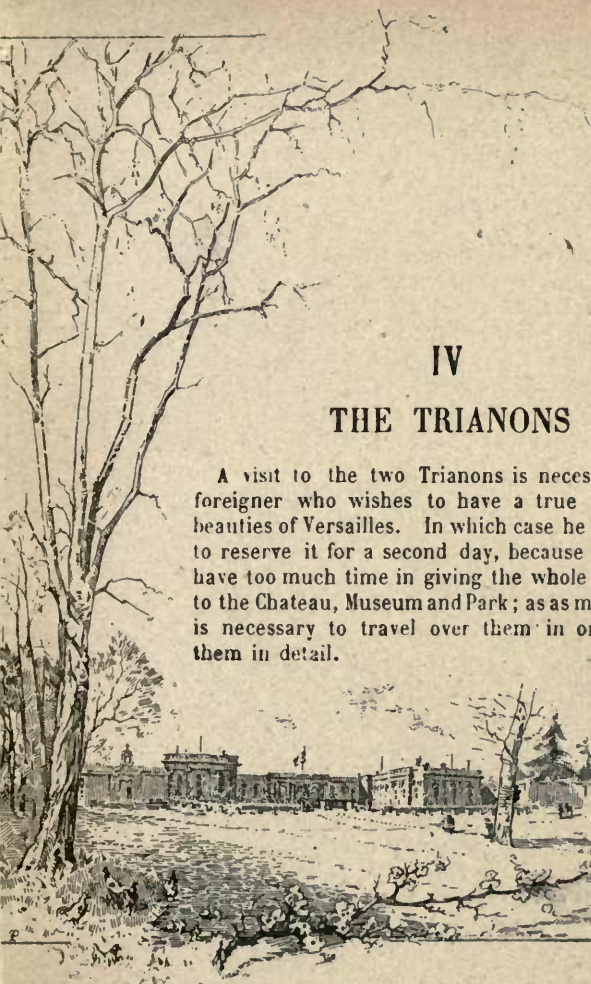 IV
THE TRIANONS
A visit to the two Trianons is neces
foreigner who wishes to have a true
beauties of Versailles. In which case he
to reserve it for a second day, because
have too much time in giving the whole
to the Chateau, Museum and Park; as as m
is necessary to travel over them in or
them in detail.